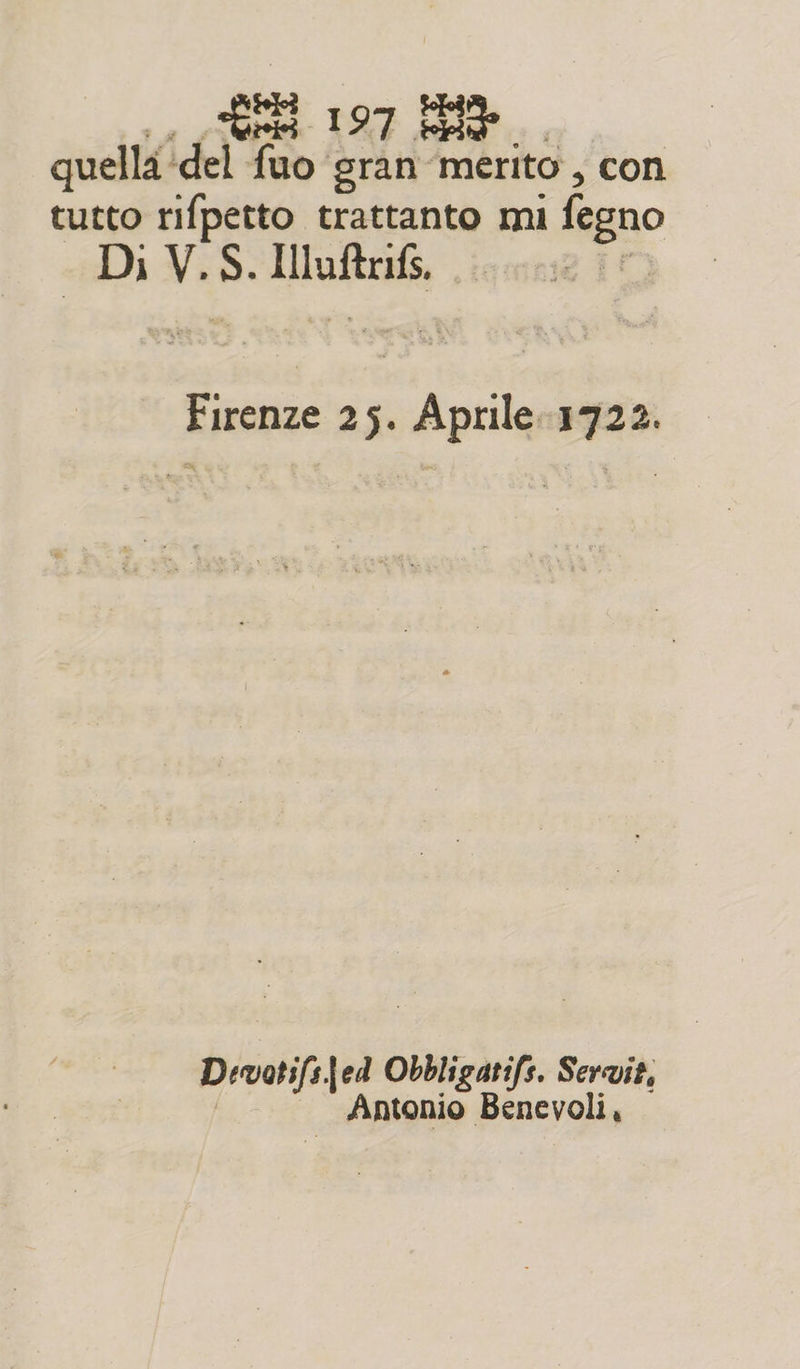 197
quella del ſuo gran merito, con
tutto riſpetto trattanto mi ſegno
Di V. S. Illuſtriſs.
Firenze 25. Aprile 1722.
Devotiſs. ed Obbligatiſs. Servit,
Antonio Benevoli,